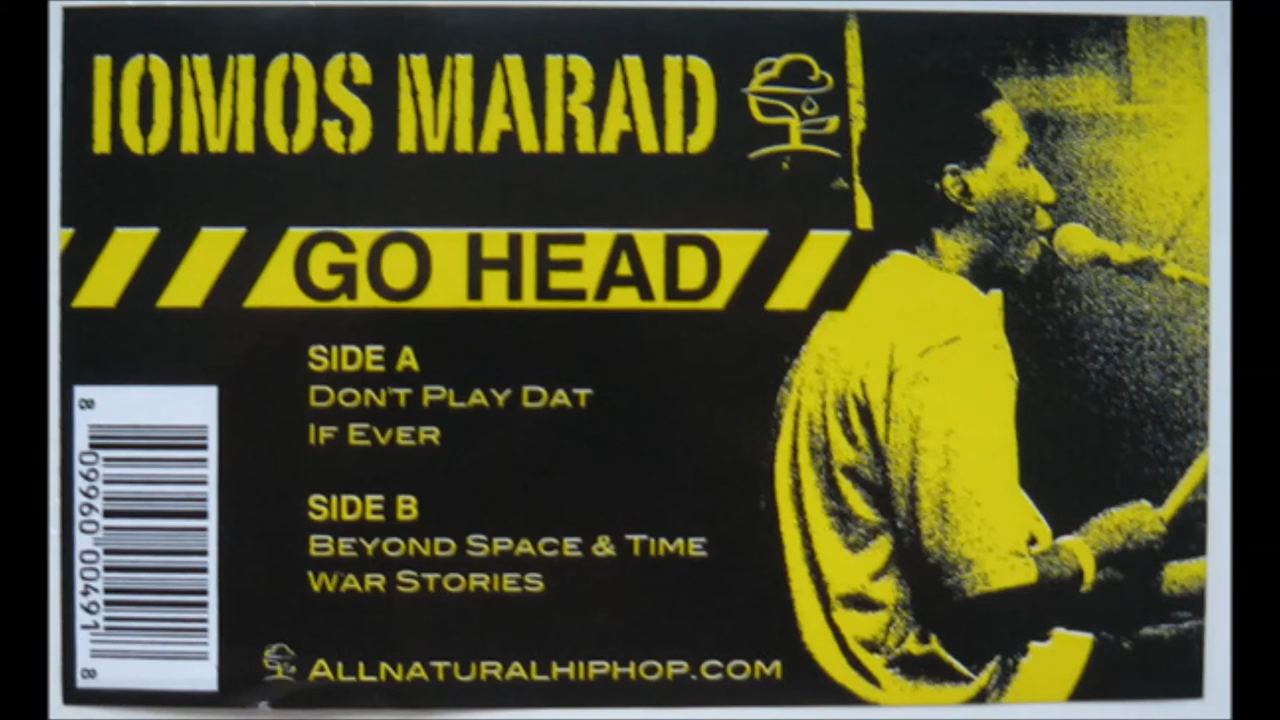 IOMOS MARAD
GO HEAD
SIDE A
DON'T PLAY DAT
IF EVER
SIDE B
BEYOND SPACE & TIME
WAR STORIES
ALLNATURALHIPHOP.COM
8 09960 00491 8